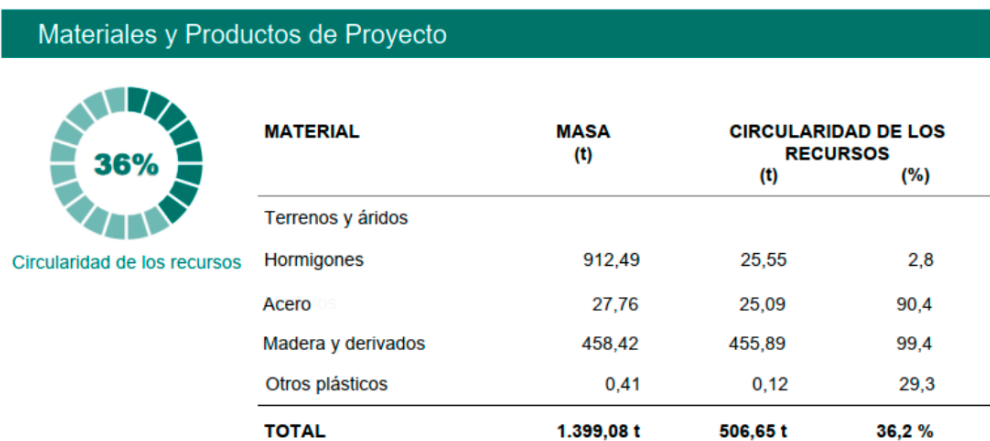 Materiales y Productos de Proyecto
36%
Circularidad de los recursos
MATERIAL MASA (t) CIRCULARIDAD DE LOS RECURSOS
(t) (%)
Terrenos y áridos
Hormigones 912,49 25,55 2,8
Acero 27,76 25,09 90,4
Madera y derivados 458,42 455,89 99,4
Otros plásticos 0,41 0,12 29,3
TOTAL 1.399,08 t 506,65 t 36,2 %